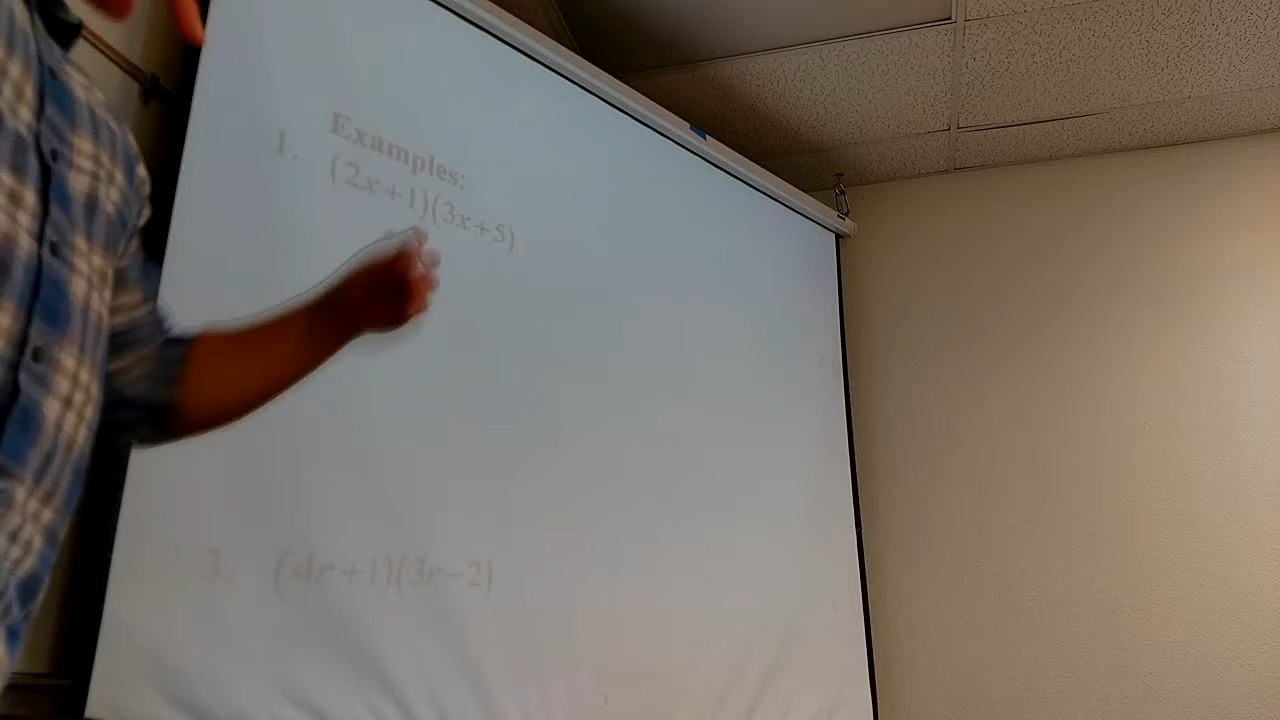 Examples:
1. (2x+1)(3x+5)
3. (4r+1)(3r−2)